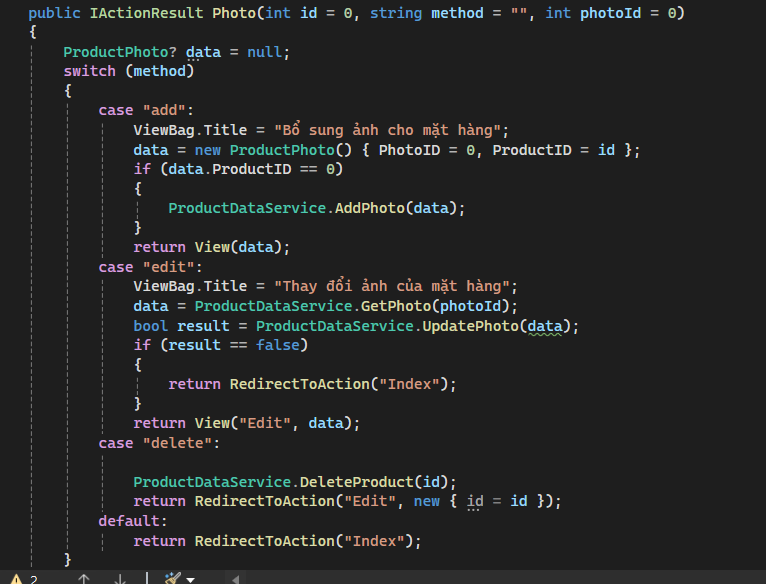 public IActionResult Photo(int id = 0, string method = "", int photoId = 0)
{
ProductPhoto? data = null;
switch (method)
{
case "add":
ViewBag.Title = "Bổ sung ảnh cho mặt hàng";
data = new ProductPhoto() { PhotoID = 0, ProductID = id };
if (data.ProductID == 0)
{
ProductDataService.AddPhoto(data);
}
return View(data);
case "edit":
ViewBag.Title = "Thay đổi ảnh của mặt hàng";
data = ProductDataService.GetPhoto(photoId);
bool result = ProductDataService.UpdatePhoto(data);
if (result == false)
{
return RedirectToAction("Index");
}
return View("Edit", data);
case "delete":
ProductDataService.DeleteProduct(id);
return RedirectToAction("Edit", new { id = id });
default:
return RedirectToAction("Index");
}
2